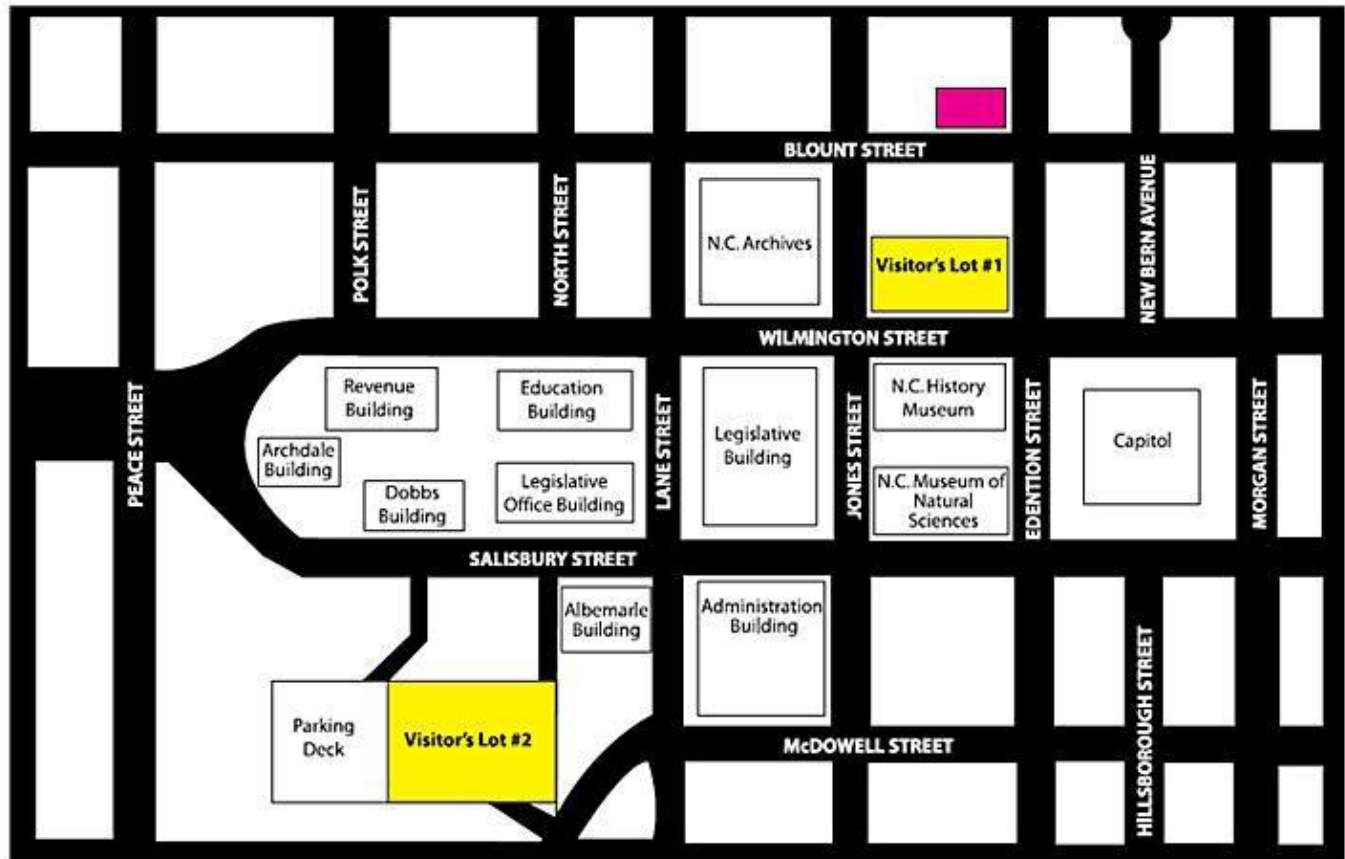 BLOUNT STREET
POLK STREET
NORTH STREET
NEW BERN AVENUE
N.C. Archives
Visitor's Lot #1
WILMINGTON STREET
PEACE STREET
Revenue
Building
Education
Building
LANE STREET
Legislative
Building
JONES STREET
N.C. History
Museum
EDENTION STREET
Capitol
MORGAN STREET
Archdale
Building
Dobbs
Building
Legislative
Office Building
N.C. Museum of
Natural
Sciences
SALISBURY STREET
Albemarle
Building
Administration
Building
HILLSBOROUGH STREET
Parking
Deck
Visitor's Lot #2
McDOWELL STREET